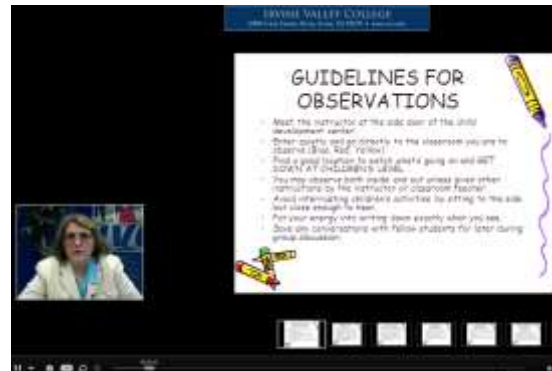 IRVINE VALLEY COLLEGE
GUIDELINES FOR
OBSERVATIONS
Meet the instructor at the side door of the child
development center.
Enter quietly and go directly to the classroom you are to
observe (Blue, Red, Yellow)
Find a good location to watch what's going on and GET
DOWN AT CHILDREN'S LEVEL
You may observe both inside and out unless given other
instructions by the instructor or classroom teacher.
Avoid interrupting children's activities by sitting to the side
but close enough to hear.
Put your energy into writing down exactly what you see.
Save any conversations with fellow students for later during
group discussion.